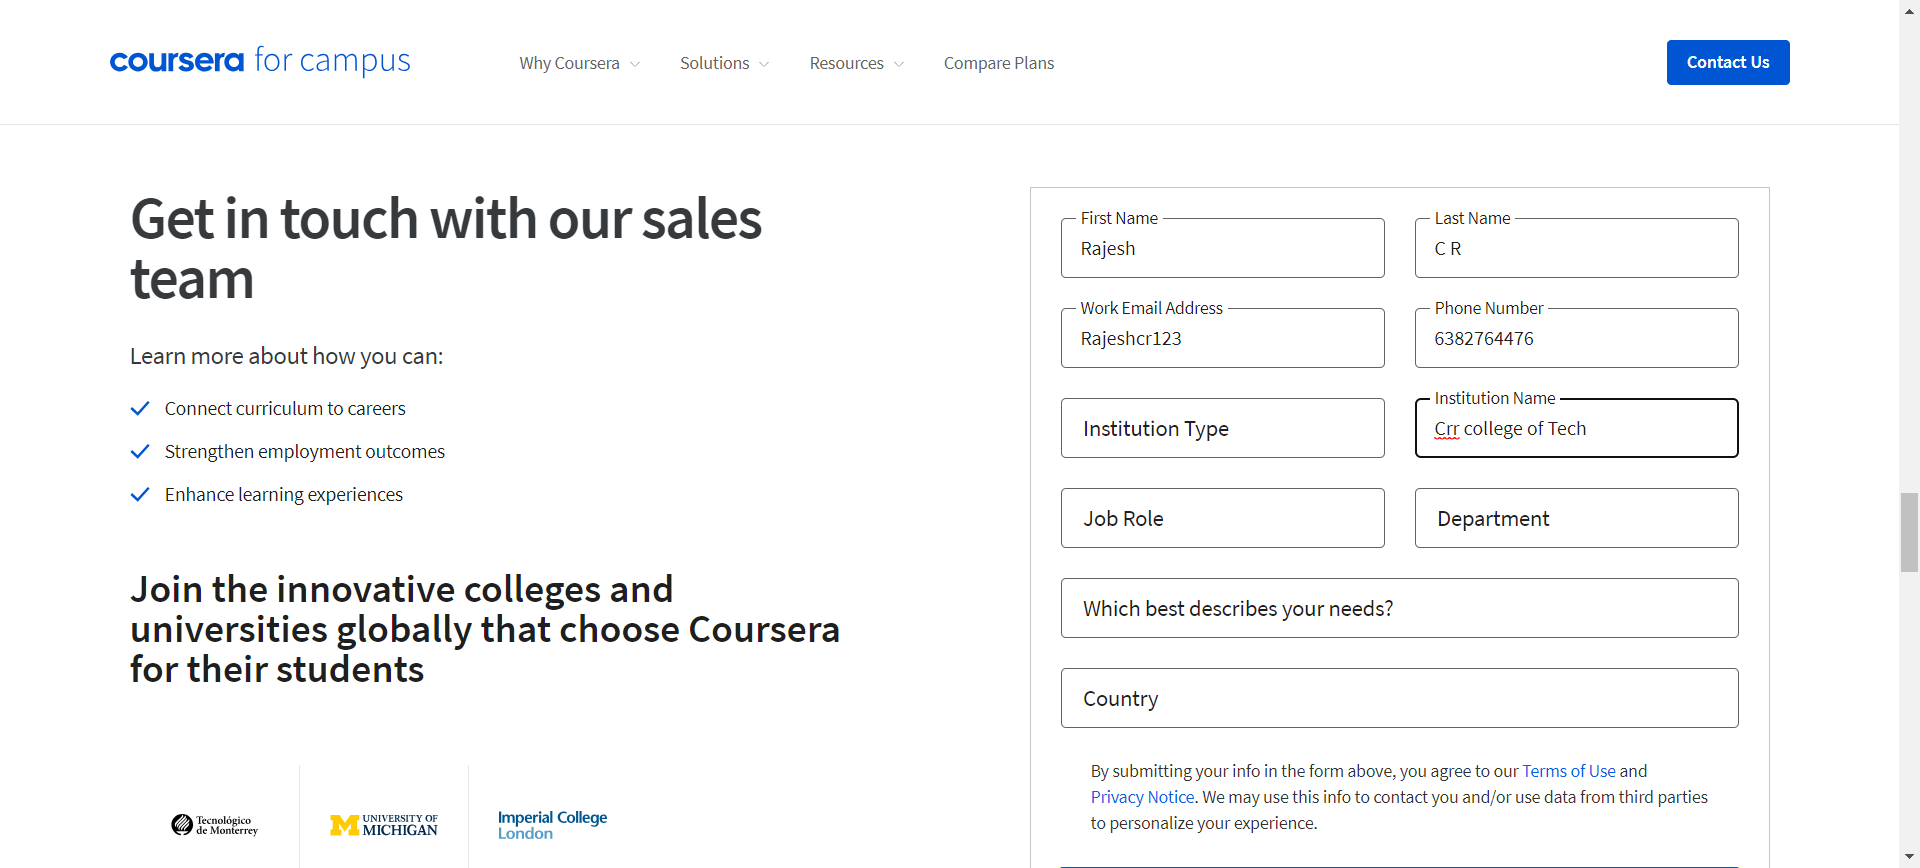 coursera for campus
Why Coursera
Solutions
Resources
Compare Plans
Contact Us
Get in touch with our sales
team
Learn more about how you can:
Connect curriculum to careers
Strengthen employment outcomes
Enhance learning experiences
Join the innovative colleges and
universities globally that choose Coursera
for their students
Tecnológico
de Monterrey
UNIVERSITY OF
MICHIGAN
Imperial College
London
First Name
Rajesh
Last Name
C R
Work Email Address
Rajeshcr123
Phone Number
6382764476
Institution Type
Institution Name
Crr college of Tech
Job Role
Department
Which best describes your needs?
Country
By submitting your info in the form above, you agree to our Terms of Use and
Privacy Notice. We may use this info to contact you and/or use data from third parties
to personalize your experience.